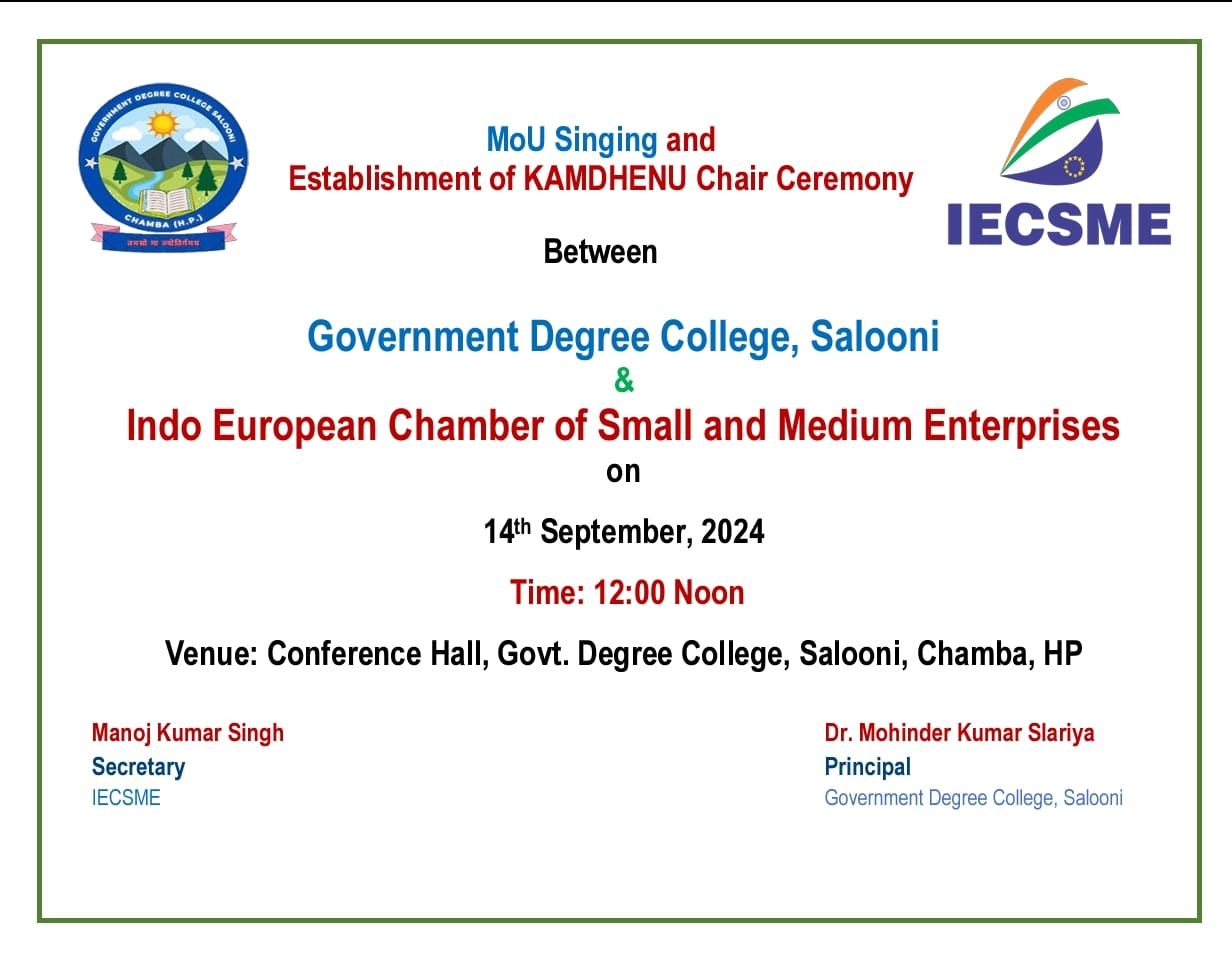 GOVERNMENT DEGREE COLLEGE SALOONI
CHAMBA (H.P.)
तमसो मा ज्योतिर्गमय
IECSME
MoU Singing and
Establishment of KAMDHENU Chair Ceremony
Between
Government Degree College, Salooni
&
Indo European Chamber of Small and Medium Enterprises
on
14th September, 2024
Time: 12:00 Noon
Venue: Conference Hall, Govt. Degree College, Salooni, Chamba, HP
Manoj Kumar Singh
Secretary
IECSME
Dr. Mohinder Kumar Slariya
Principal
Government Degree College, Salooni